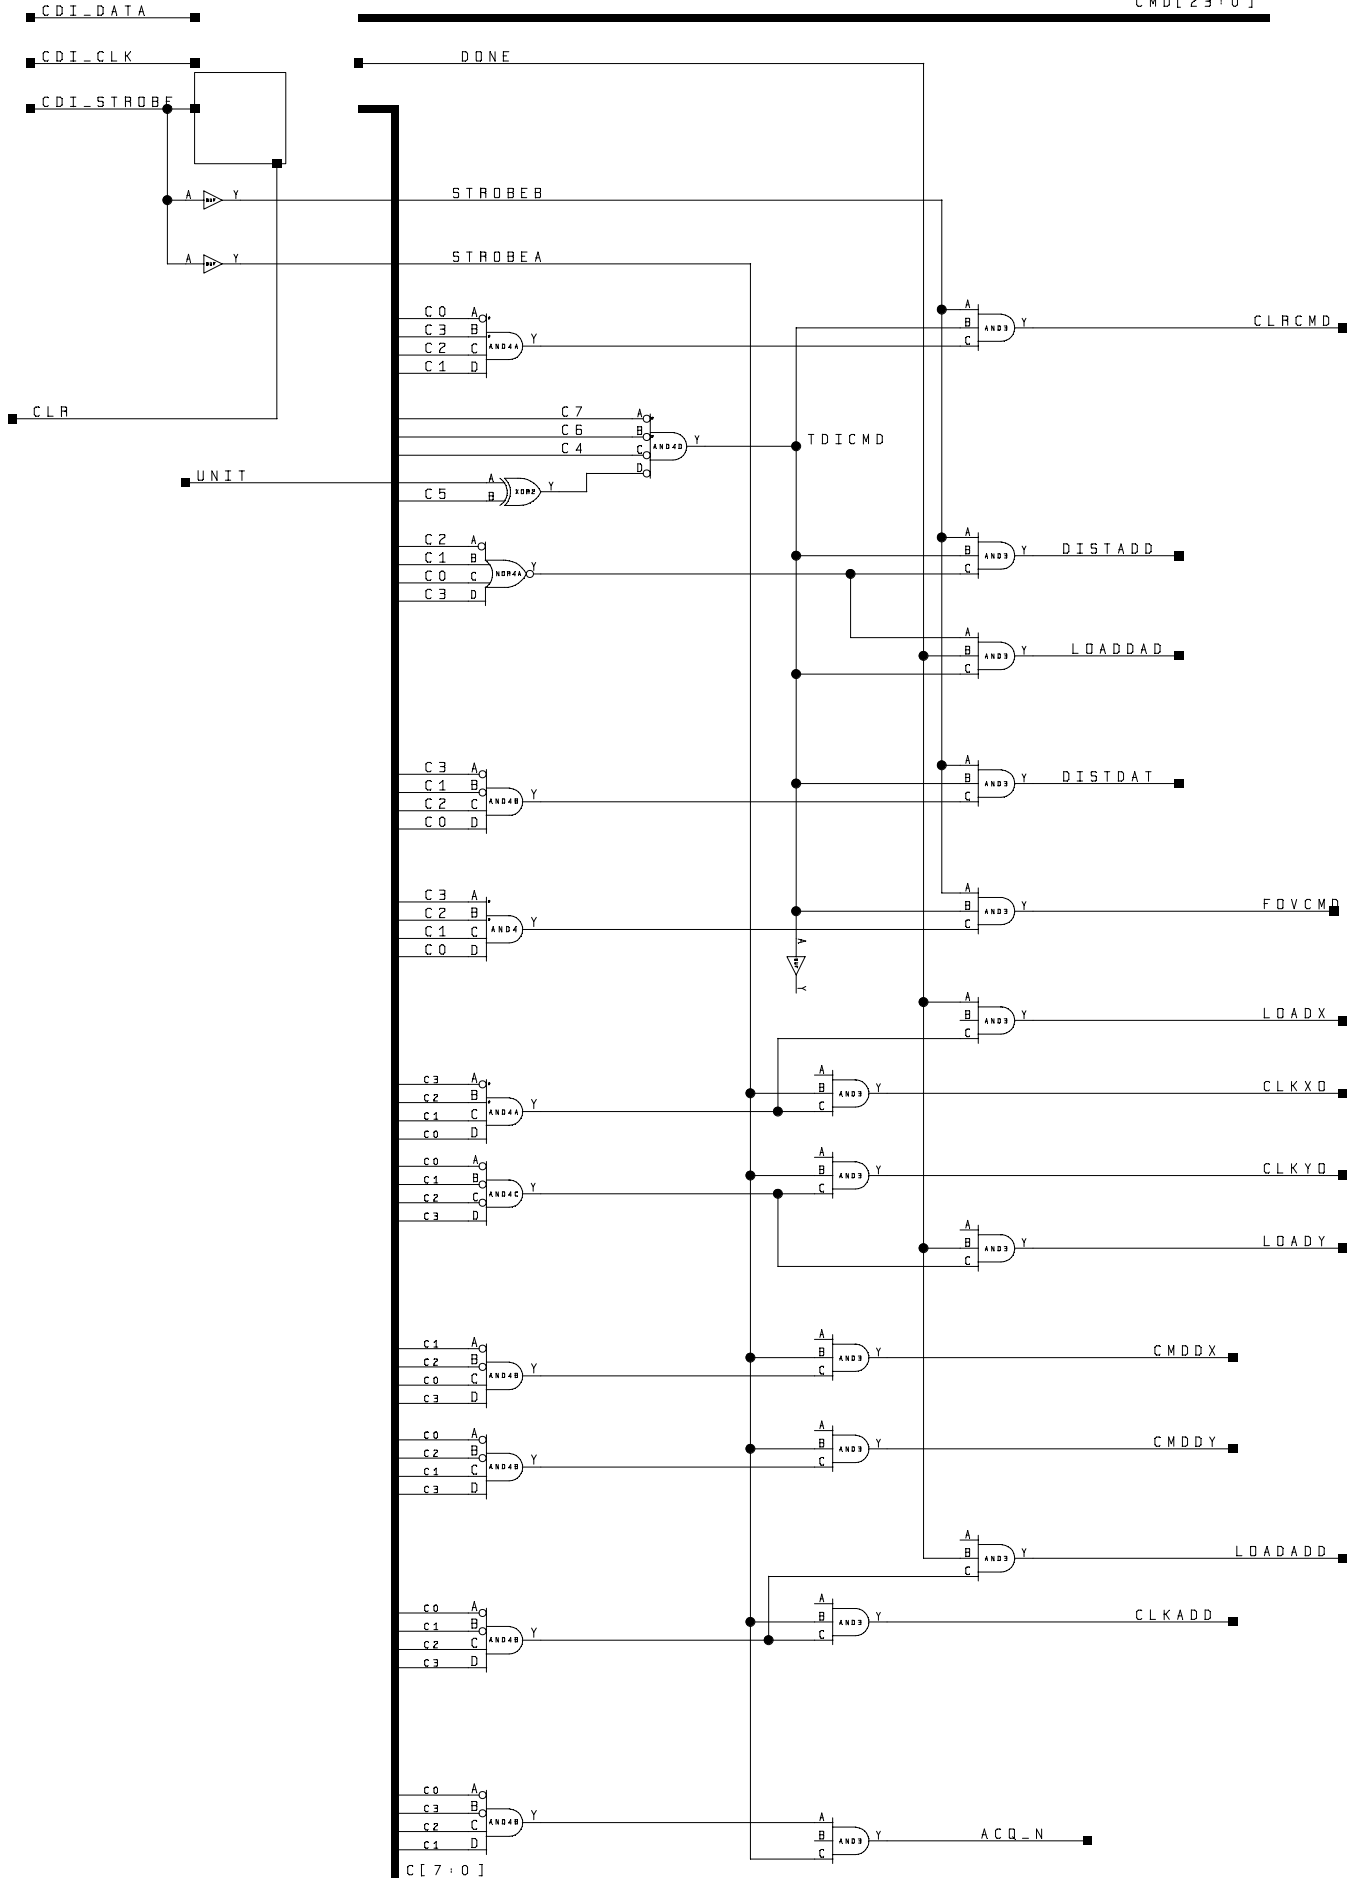 CMD[23:0]
CDI_DATA
CDI_CLK DONE
CDI_STROBE
A BUF Y STROBEB
A BUF Y STROBEA
C0 A A
C3 B B AND3 Y CLRCMD
C2 C AND4A Y C
C1 D
CLR C7 A
C6 B
C4 C AND4D Y TDICMD
D
UNIT A
C5 B XOR2 Y
C2 A A
C1 B B AND3 Y DISTADD
C0 C NOR4A Y C
C3 D
A
B AND3 Y LOADDAD
C
C3 A A
C1 B B AND3 Y DISTDAT
C2 C AND4B Y C
C0 D
C3 A A
C2 B B AND3 Y FOVCMD
C1 C AND4 Y C
C0 D
A BUF Y
A
B AND3 Y LOADX
C
C3 A A
C2 B B AND3 Y CLKXO
C1 C AND4A Y C
C0 D
C0 A A
C1 B B AND3 Y CLKYO
C2 C AND4C Y C
C3 D
A
B AND3 Y LOADY
C
C1 A A
C2 B B AND3 Y CMDDX
C0 C AND4B Y C
C3 D
C0 A A
C2 B B AND3 Y CMDDY
C1 C AND4B Y C
C3 D
A
B AND3 Y LOADADD
C
C0 A A
C1 B B AND3 Y CLKADD
C2 C AND4B Y C
C3 D
C0 A
C3 B A
C2 C AND4B Y B AND3 Y ACQ_N
C1 D C
C[7:0]